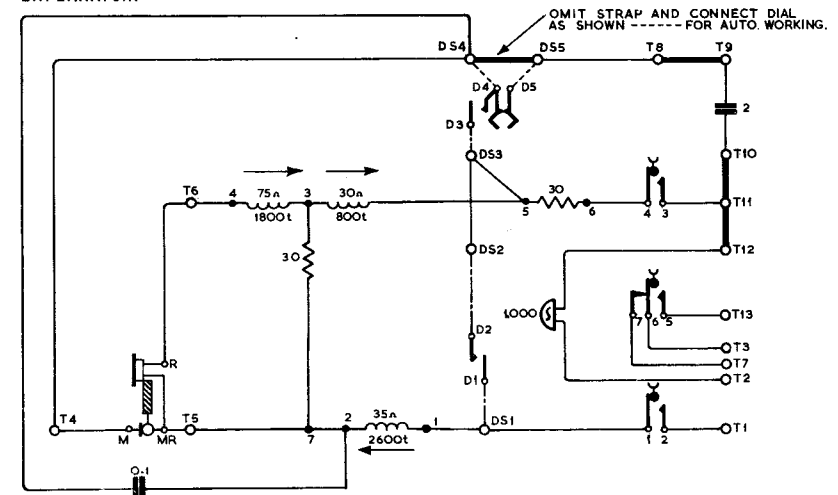 OMIT STRAP AND CONNECT DIAL
AS SHOWN ------ FOR AUTO. WORKING.
DS4 DS5 T8 T9
D4 D5
2
D3
T10
DS3
T6 4 75Ω 3 30Ω 30
1800t 800t 5 6 4 3 T11
30
DS2 T12
1,000
D2 7 6 5 T13
T3
R T7
D1 T2
T4 T5 2 35Ω 1
M MR 7 2600t DS1 1 2 T1
0·1